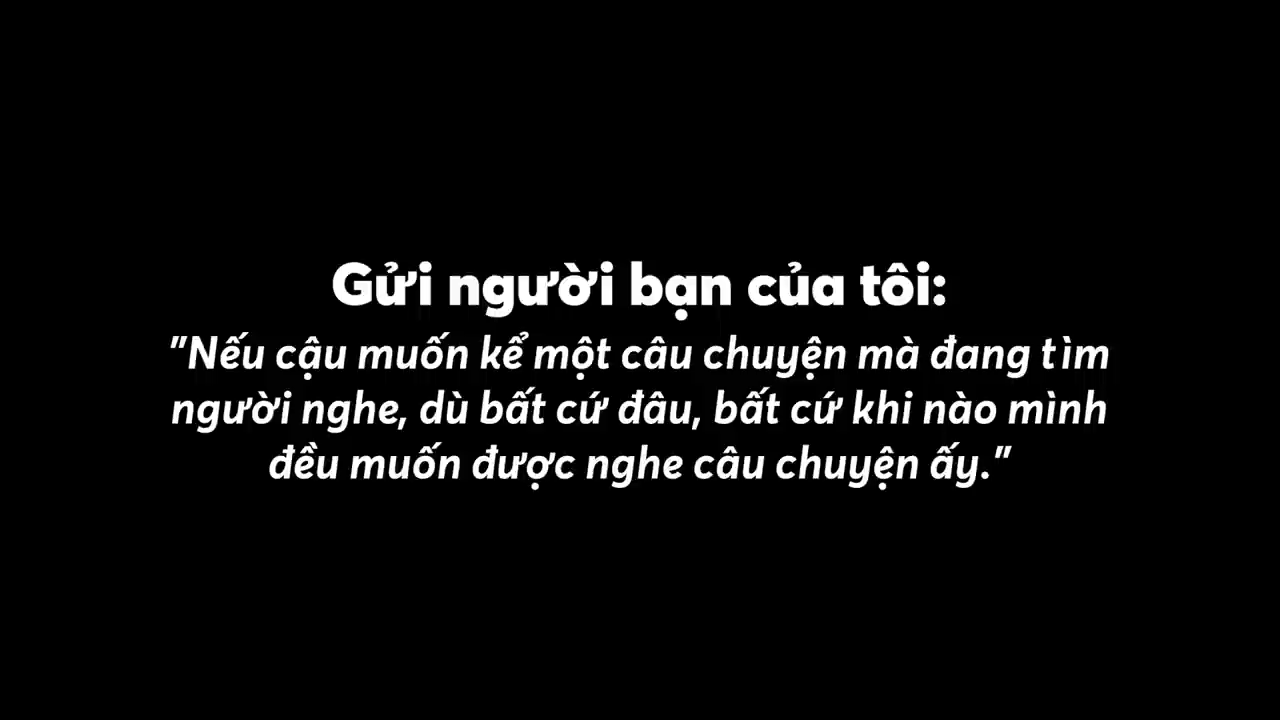 Gửi người bạn của tôi:
"Nếu cậu muốn kể một câu chuyện mà đang tìm
người nghe, dù bất cứ đâu, bất cứ khi nào mình
đều muốn được nghe câu chuyện ấy."